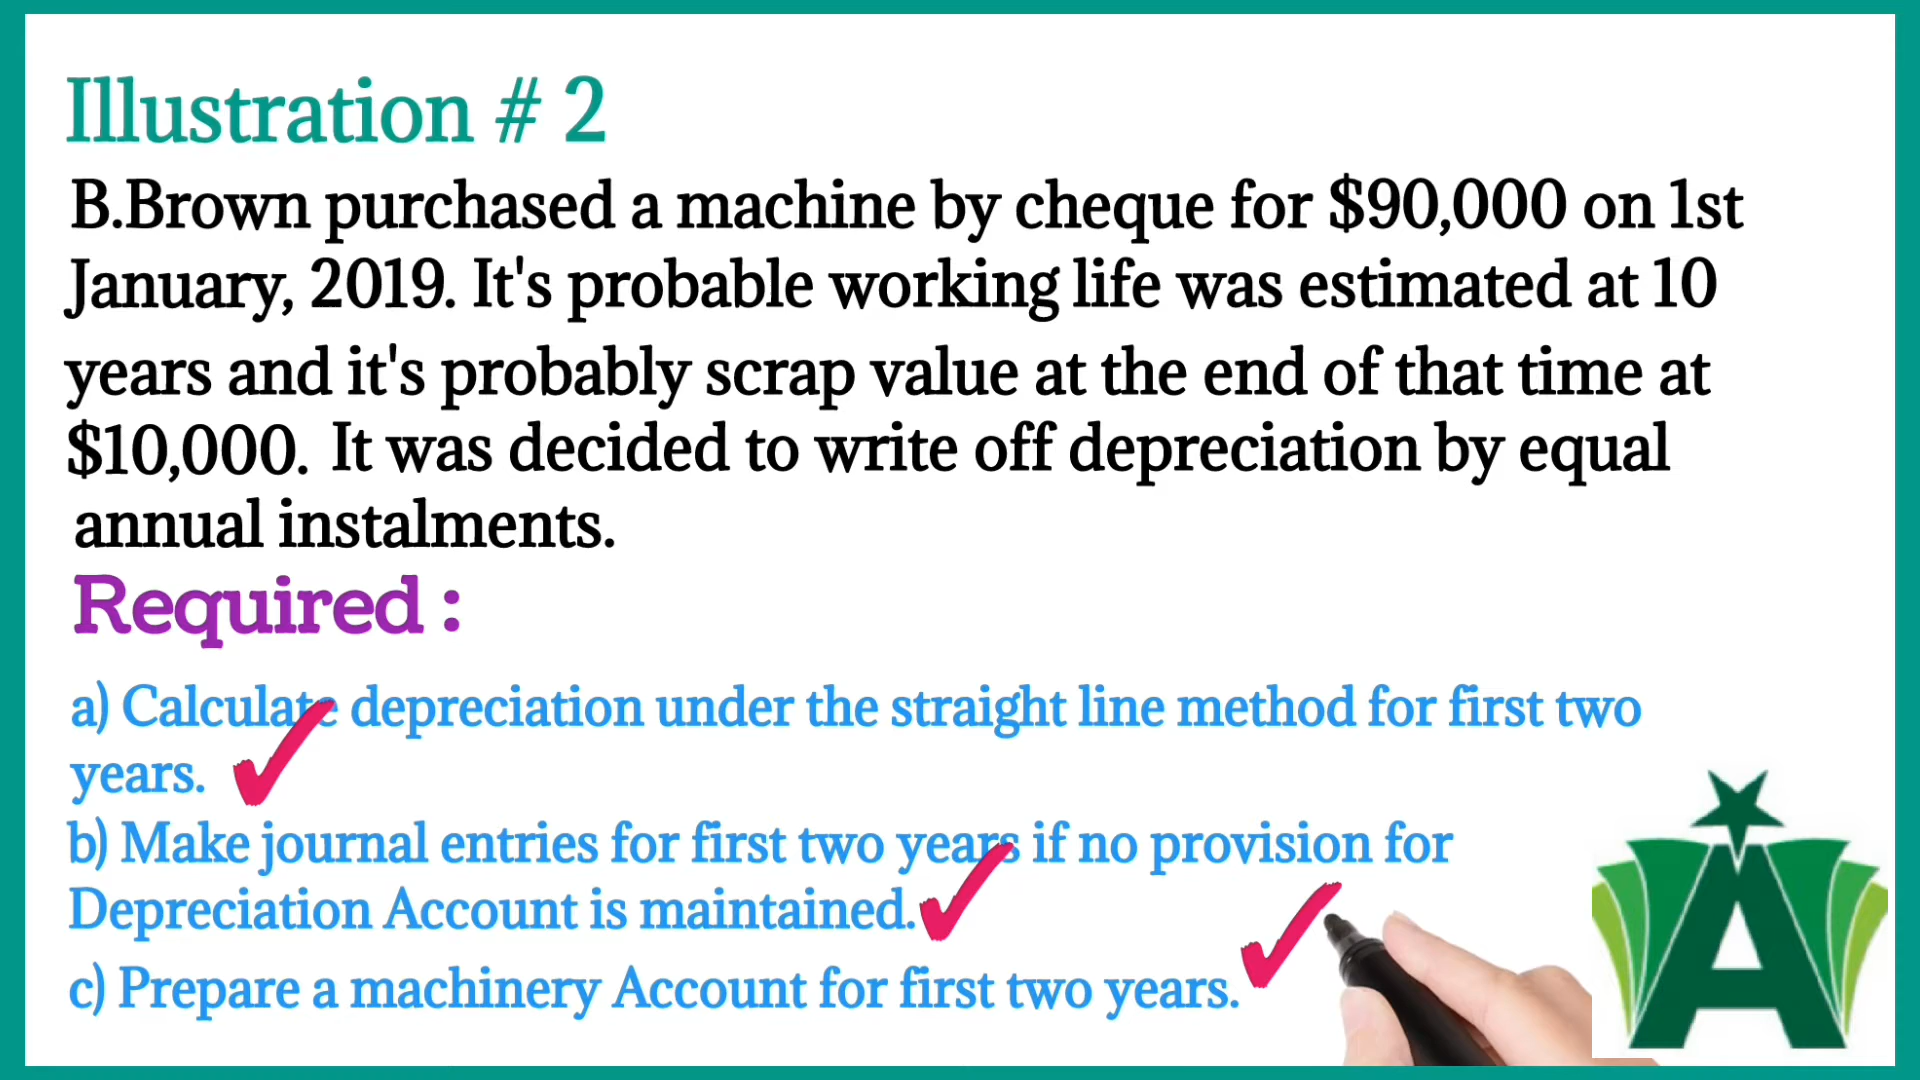 Illustration # 2
B.Brown purchased a machine by cheque for $90,000 on 1st
January, 2019. It's probable working life was estimated at 10
years and it's probably scrap value at the end of that time at
$10,000. It was decided to write off depreciation by equal
annual instalments.
Required :
a) Calculate depreciation under the straight line method for first two
years.
b) Make journal entries for first two years if no provision for
Depreciation Account is maintained.
c) Prepare a machinery Account for first two years.
A